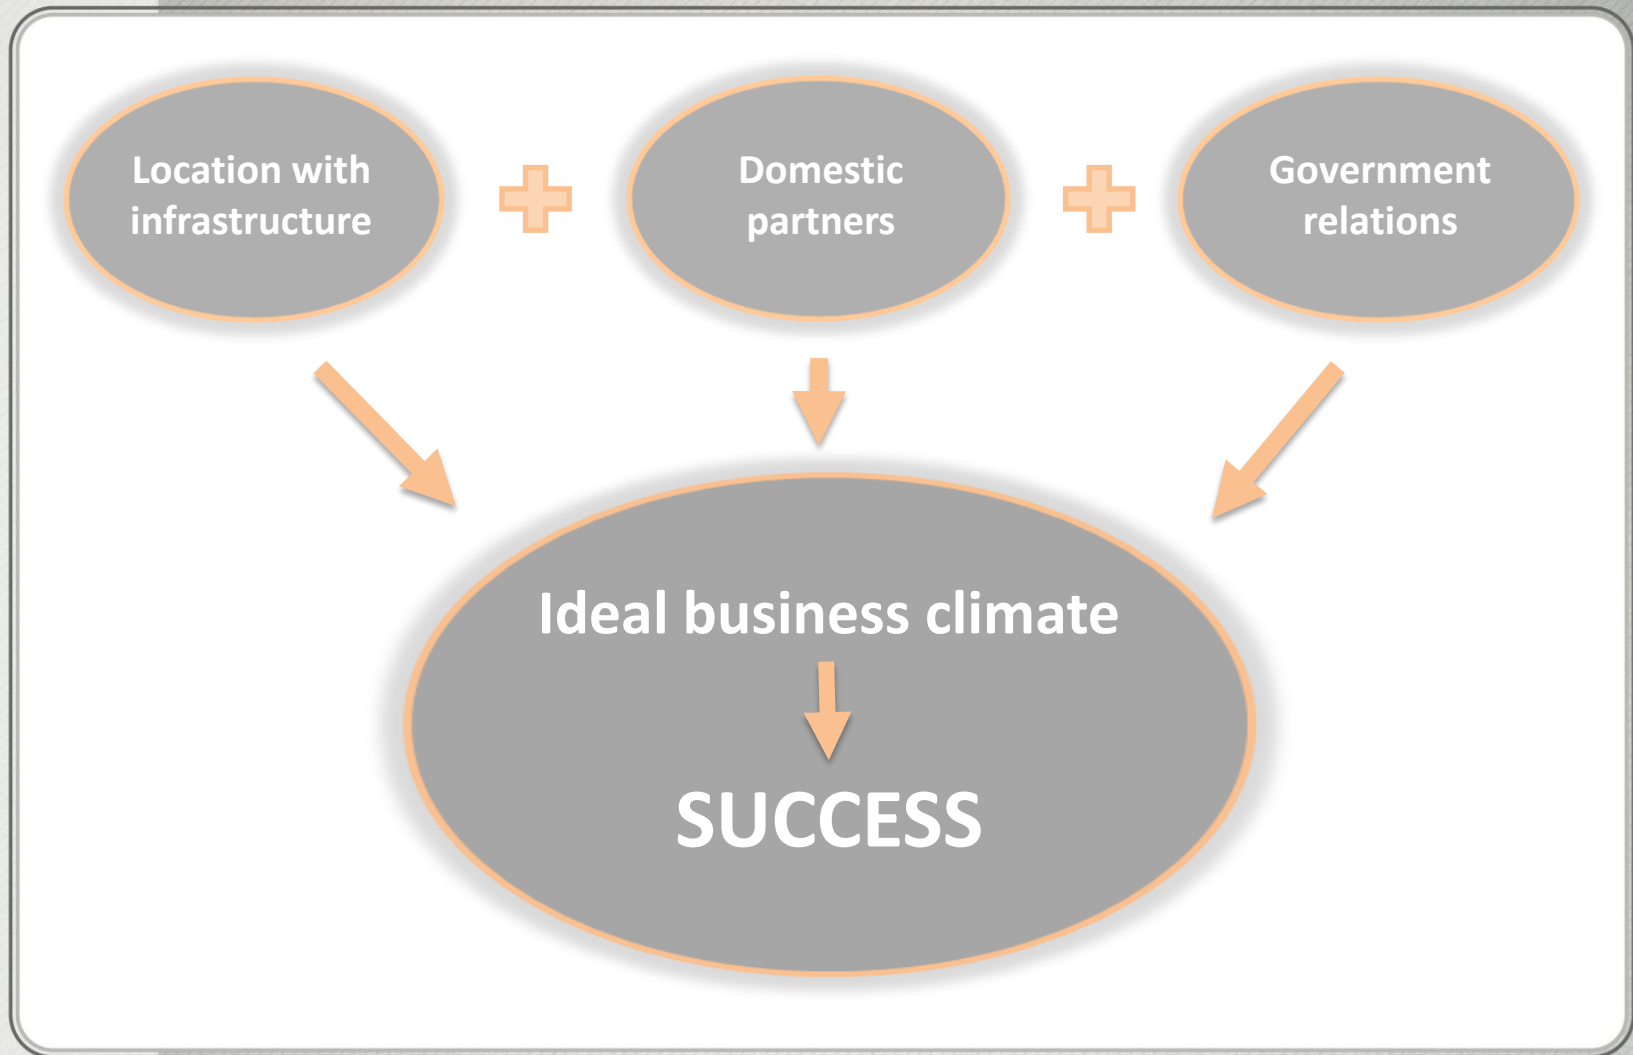 Location with
infrastructure
Domestic
partners
Government
relations
Ideal business climate
SUCCESS